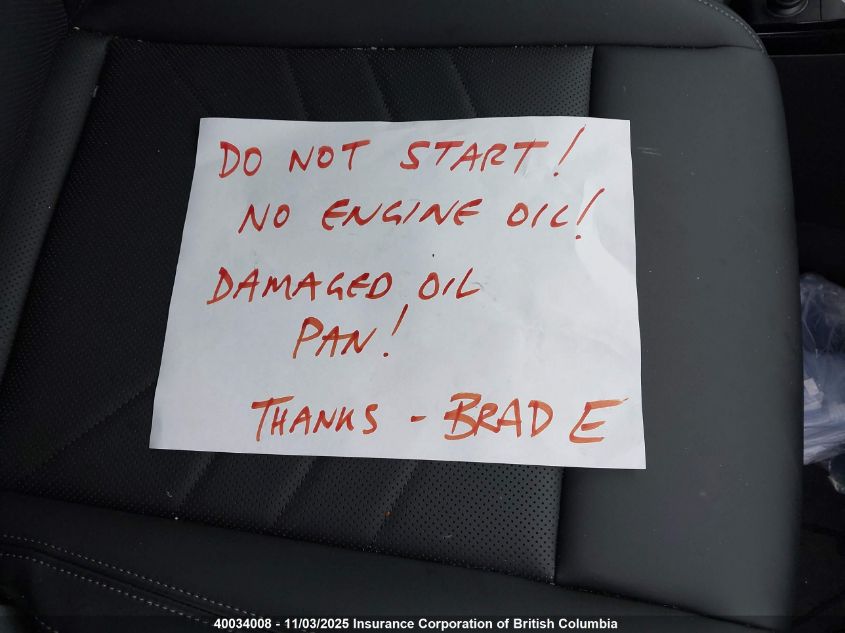 DO NOT START!
NO ENGINE OIL!
DAMAGED OIL
PAN!
THANKS - BRAD E
40034008 - 11/03/2025 Insurance Corporation of British Columbia